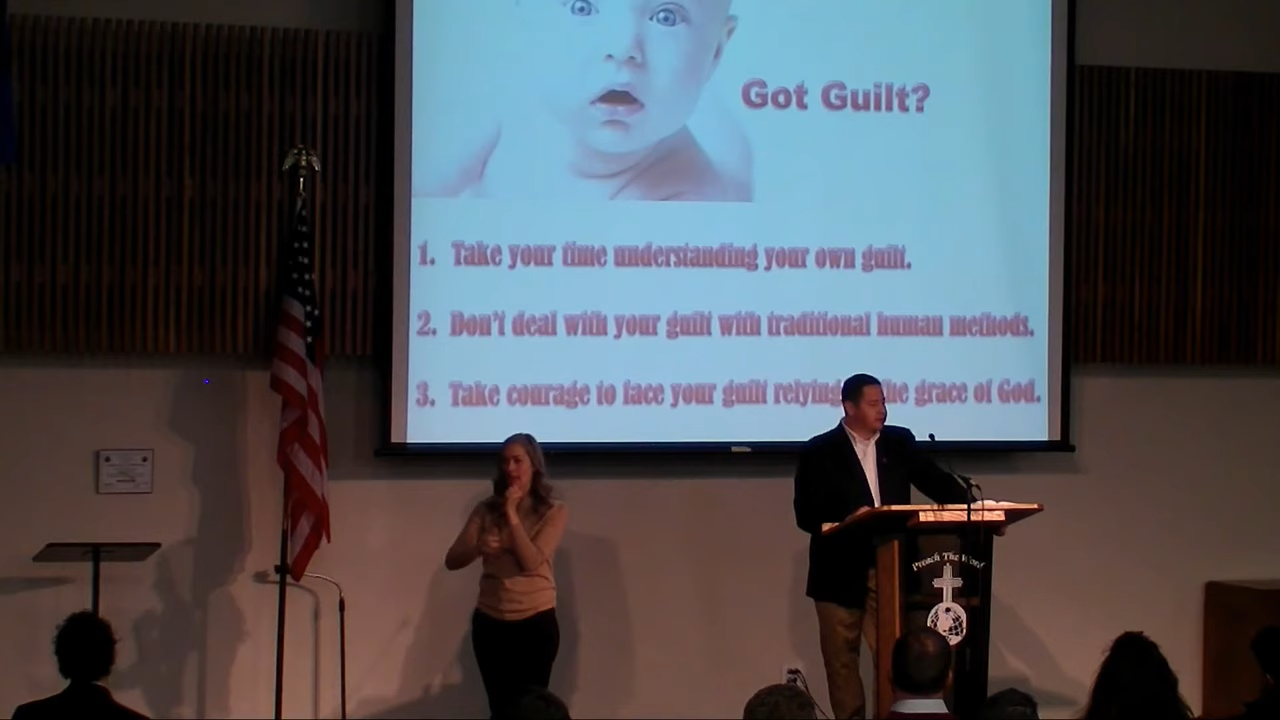 Got Guilt?
1. Take your time understanding your own guilt.
2. Don't deal with your guilt with traditional human methods.
3. Take courage to face your guilt relying the grace of God.
Preach The Word